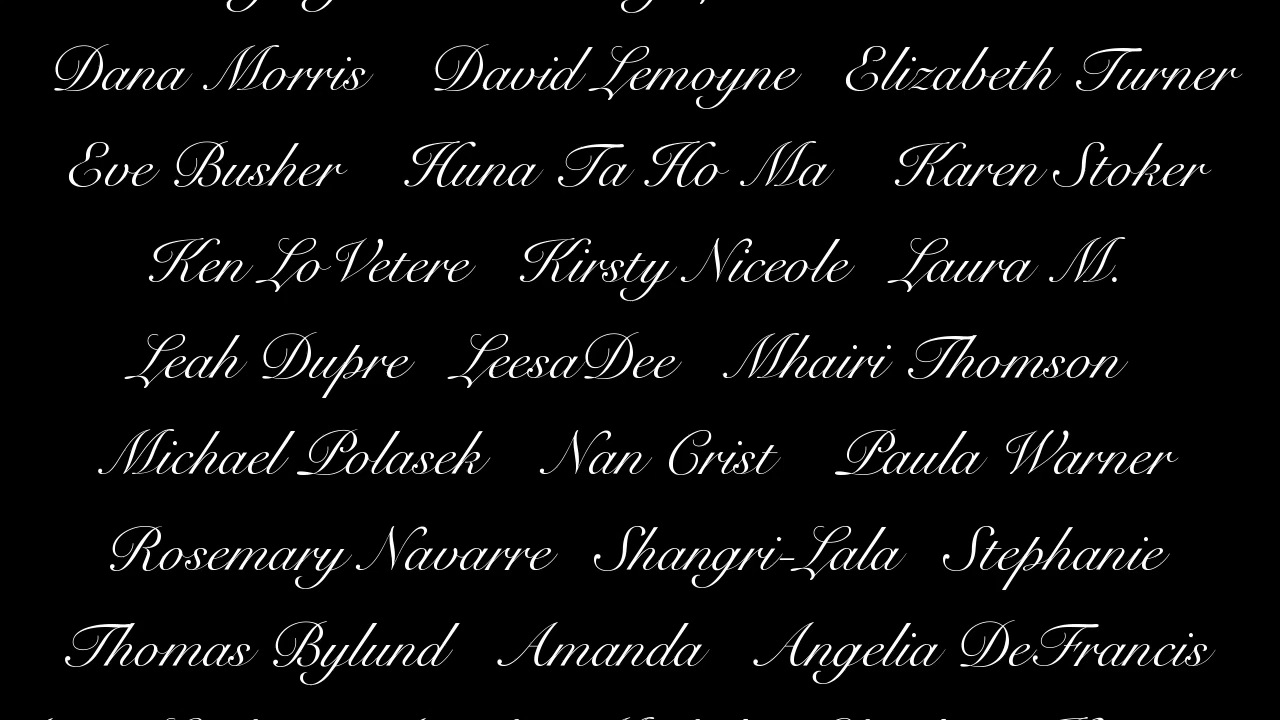 Dana Morris David Lemoyne Elizabeth Turner
Eve Busher Huna Ta Ho Ma Karen Stoker
Ken LoVetere Kirsty Niceole Laura M.
Leah Dupre LeesaDee Mhairi Thomson
Michael Polasek Nan Crist Paula Warner
Rosemary Navarre Shangri-Lala Stephanie
Thomas Bylund Amanda Angelia DeFrancis